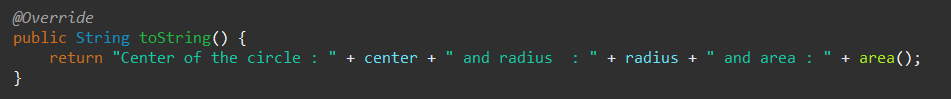 @Override
public String toString() {
    return "Center of the circle : " + center + " and radius  : " + radius + " and area : " + area();
}